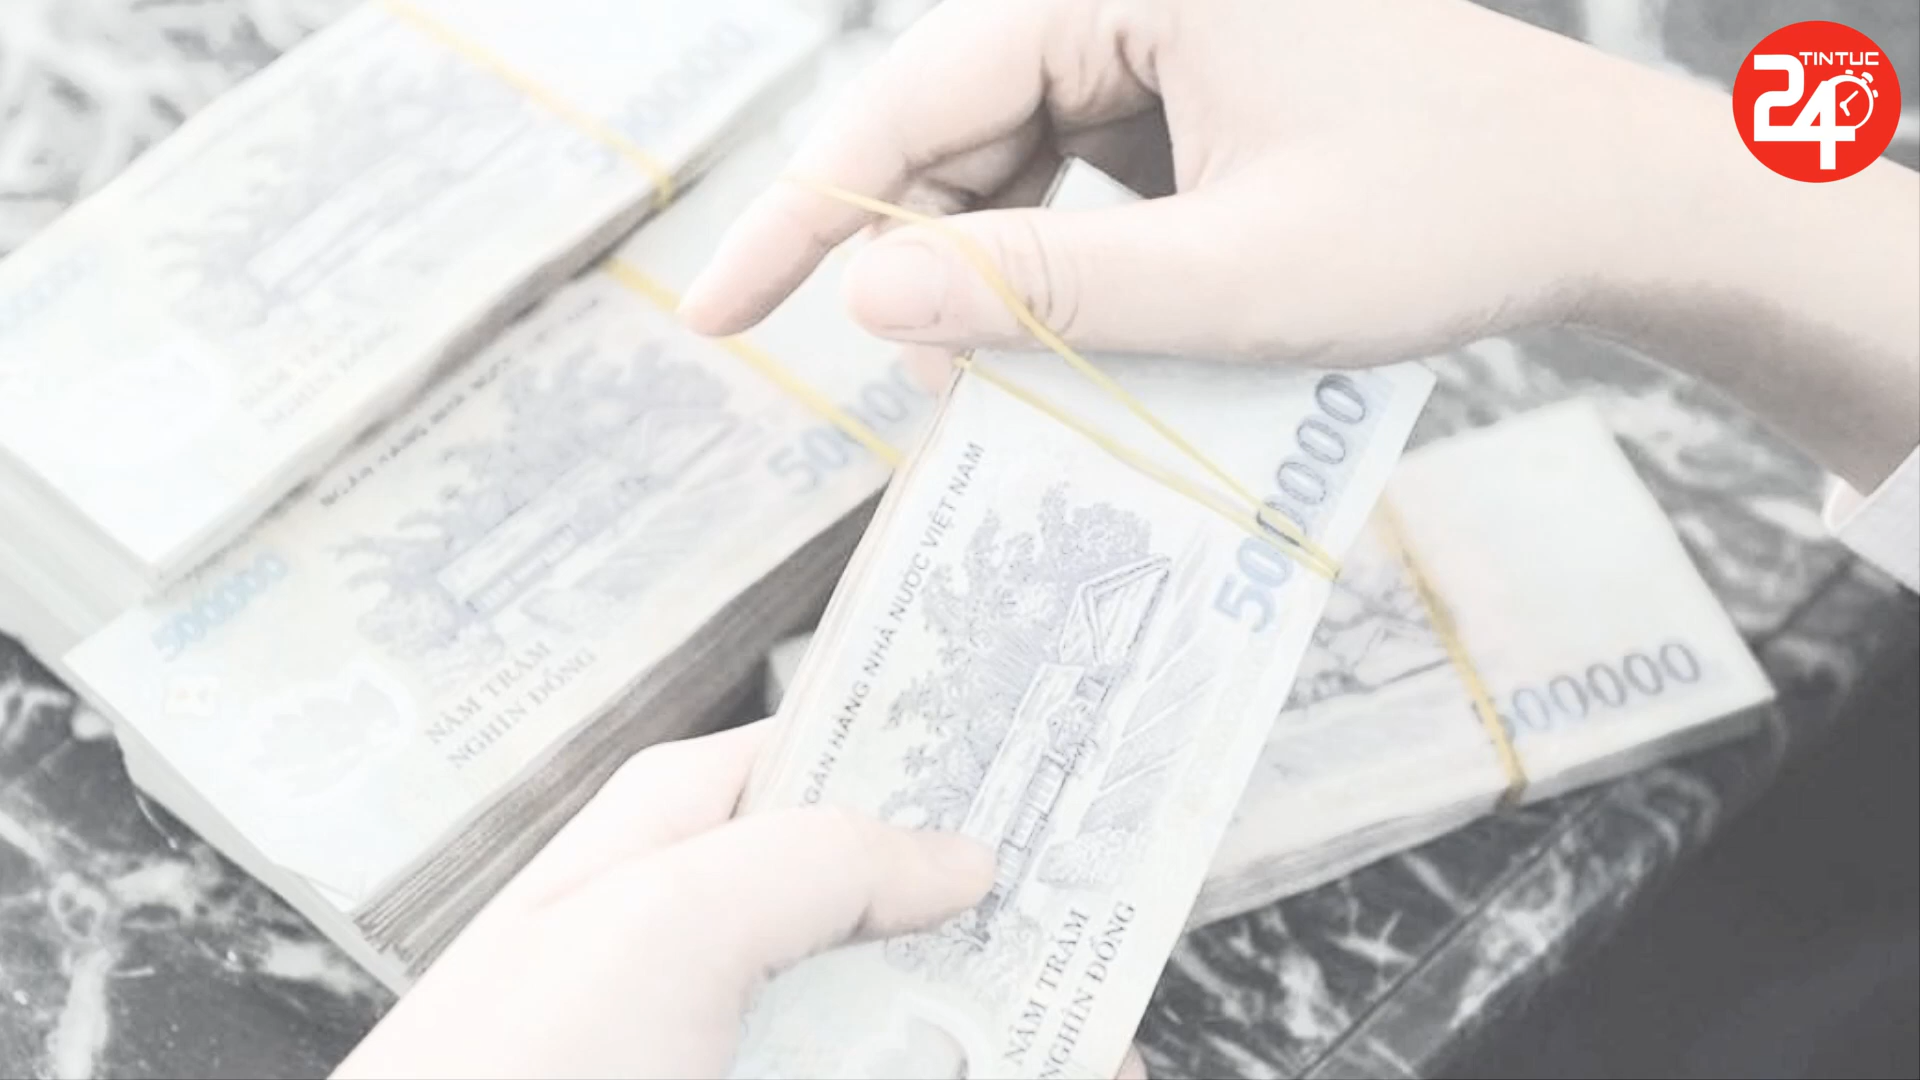 TINTUC
24
NGÂN HÀNG NHÀ NƯỚC VIỆT NAM
500000
NĂM TRĂM
NGHÌN ĐỒNG
500000
500000
500000
NĂM TRĂM
NGHÌN ĐỒNG
NĂM TRĂM
NGHÌN ĐỒNG